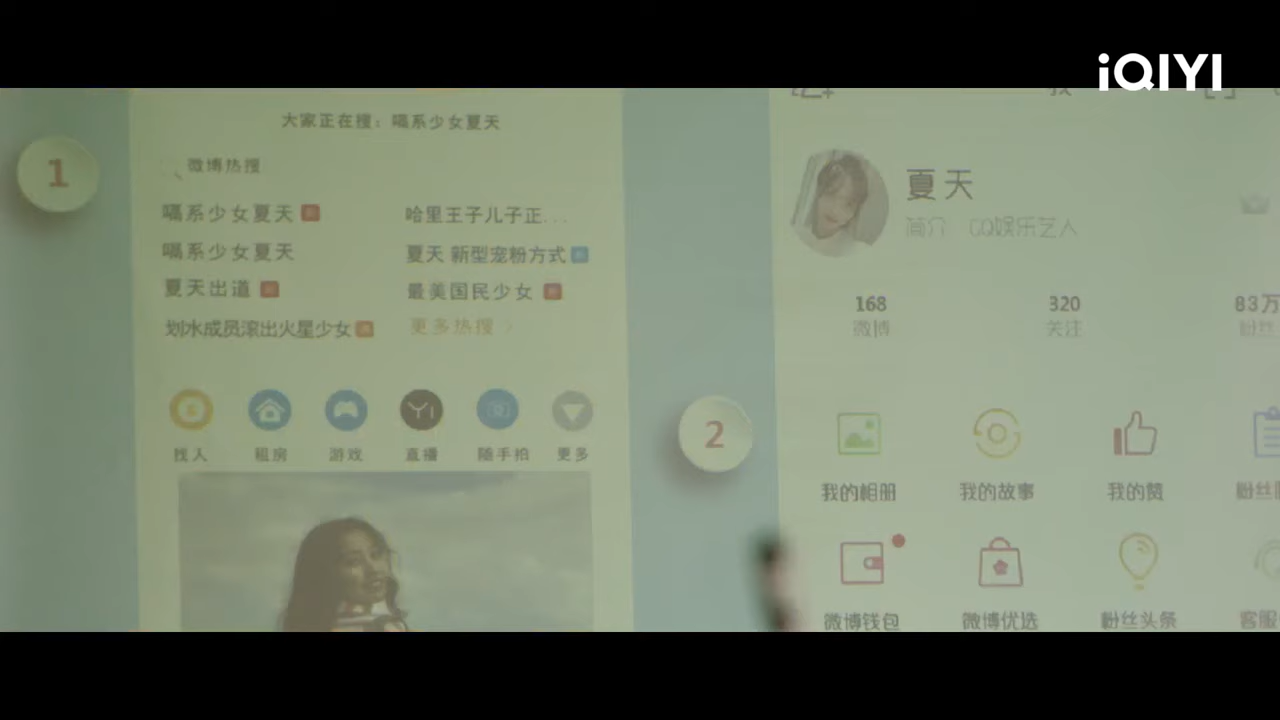 iQIYI
1
大家正在搜：嗝系少女夏天
微博热搜
嗝系少女夏天
哈里王子儿子正...
嗝系少女夏天
夏天 新型宠粉方式
夏天出道
最美国民少女
划水成员滚出火星少女
更多热搜
找人
租房
游戏
直播
随手拍
更多
2
夏天
简介 CQ娱乐艺人
168
320
83万
微博
关注
粉丝
我的相册
我的故事
我的赞
粉丝
微博钱包
微博优选
粉丝头条
客服